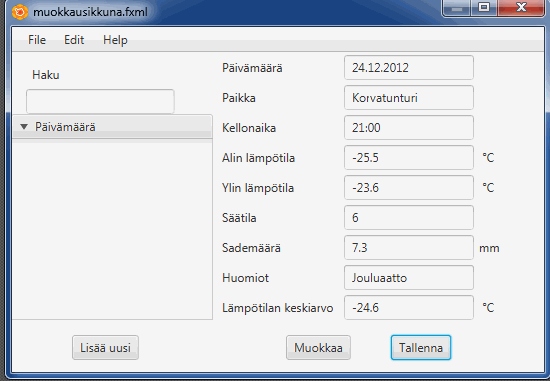 muokkausikkuna.fxml
File Edit Help
Haku
Päivämäärä
Päivämäärä 24.12.2012
Paikka Korvatunturi
Kellonaika 21:00
Alin lämpötila -25.5 °C
Ylin lämpötila -23.6 °C
Säätila 6
Sademäärä 7.3 mm
Huomiot Jouluaatto
Lämpötilan keskiarvo -24.6 °C
Lisää uusi Muokkaa Tallenna